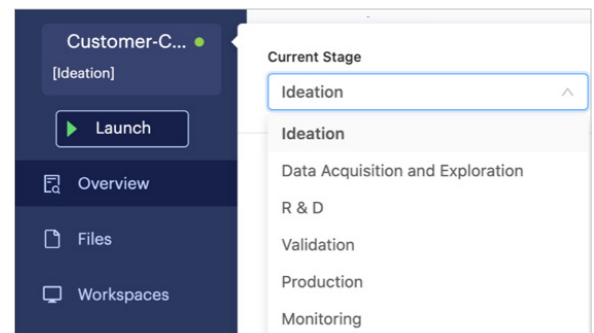 Customer-C...
[Ideation]
Launch
Overview
Files
Workspaces
Current Stage
Ideation
Ideation
Data Acquisition and Exploration
R & D
Validation
Production
Monitoring